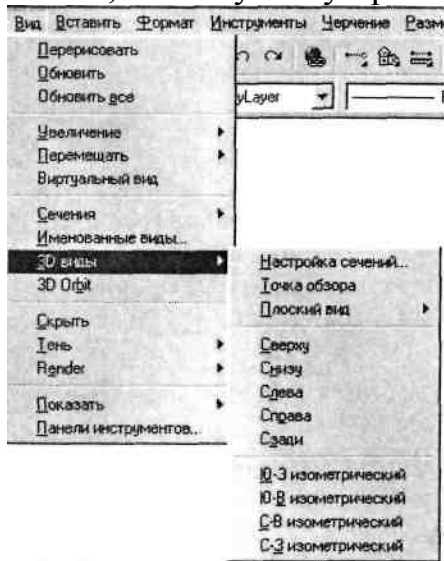 Вид Вставить Формат Инструменты Черчение Разм
Перерисовать
Обновить
Обновить все
yLayer
Увеличение
Перемещать
Виртуальный вид
Сечения
Именованные виды...
3D виды
3D Orbit
Скрыть
Тень
Render
Показать
Панели инструментов...
Настройка сечений...
Точка обзора
Плоский вид
Сверху
Снизу
Слева
Справа
Сзади
Ю-З изометрический
Ю-В изометрический
С-В изометрический
С-З изометрический